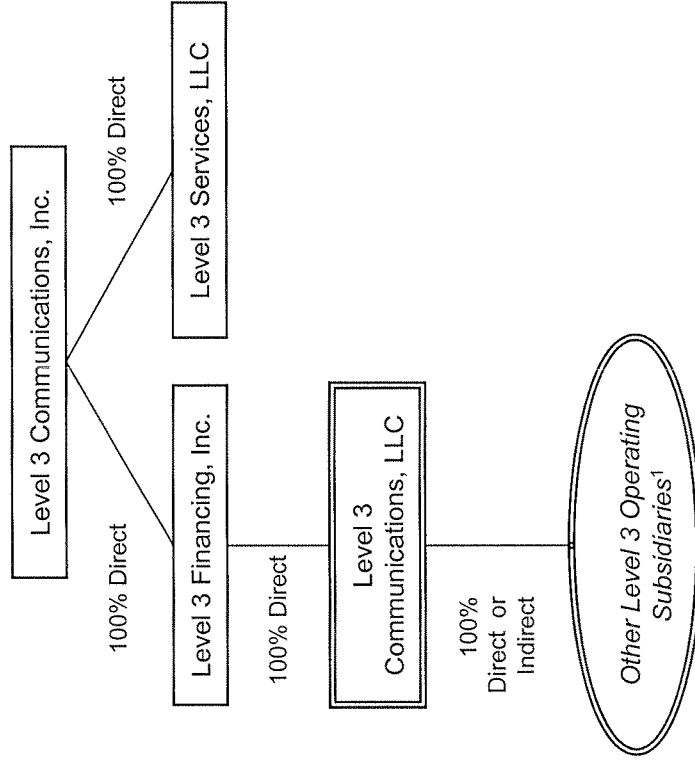 Level 3 Communications, Inc.
100% Direct
100% Direct
Level 3 Financing, Inc.
Level 3 Services, LLC
100% Direct
Level 3
Communications, LLC
100%
Direct or
Indirect
Other Level 3 Operating
Subsidiaries¹